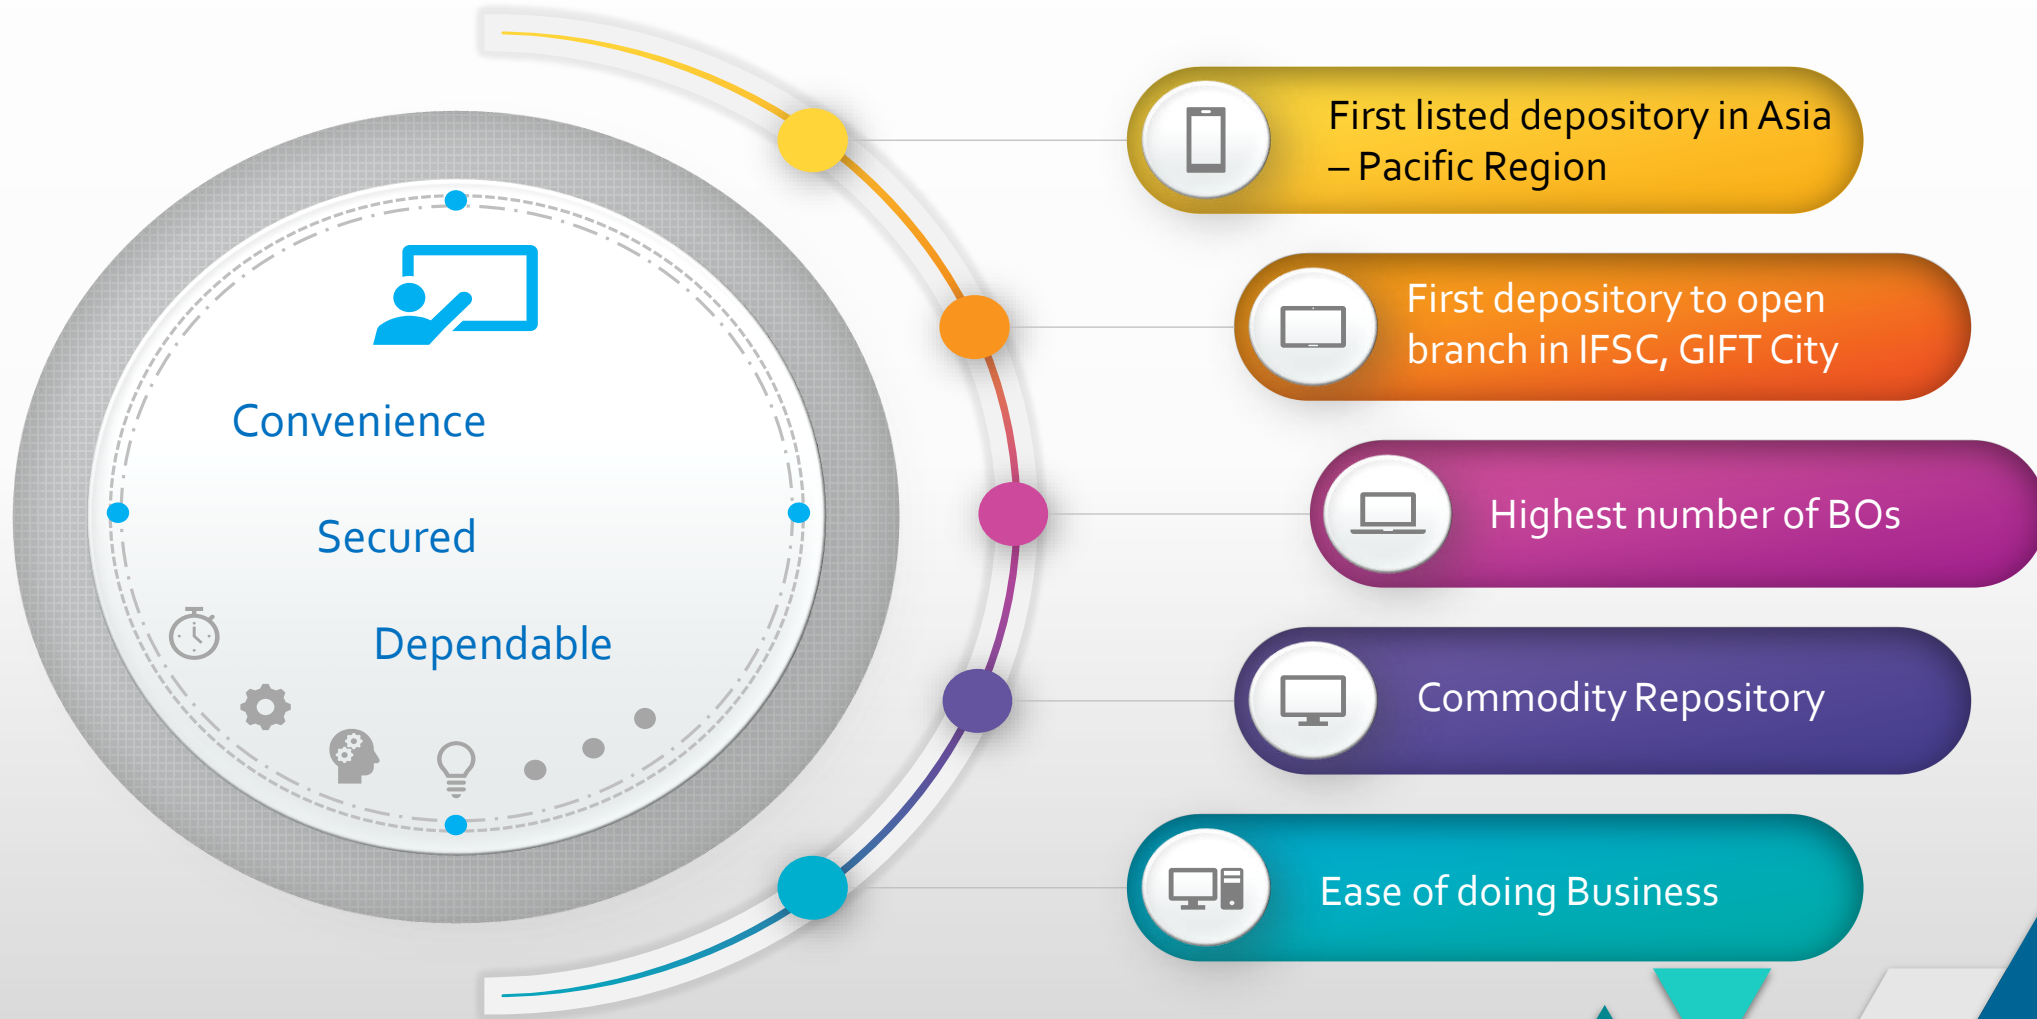 Convenience
Secured
Dependable
First listed depository in Asia
– Pacific Region
First depository to open
branch in IFSC, GIFT City
Highest number of BOs
Commodity Repository
Ease of doing Business